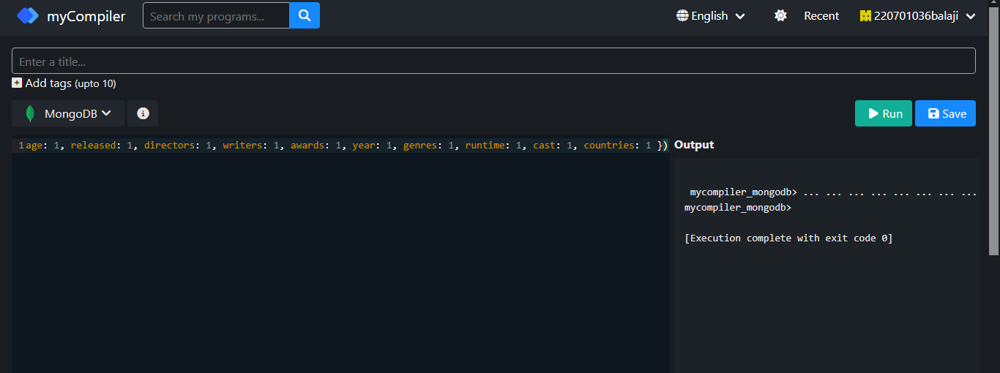 myCompiler
Search my programs...
English
Recent
220701036balaji
Enter a title...
Add tags (upto 10)
MongoDB
Run
Save
1age: 1, released: 1, directors: 1, writers: 1, awards: 1, year: 1, genres: 1, runtime: 1, cast: 1, countries: 1 })
Output
mycompiler_mongodb> ... ... ... ... ... ... ... ...
mycompiler_mongodb>
[Execution complete with exit code 0]